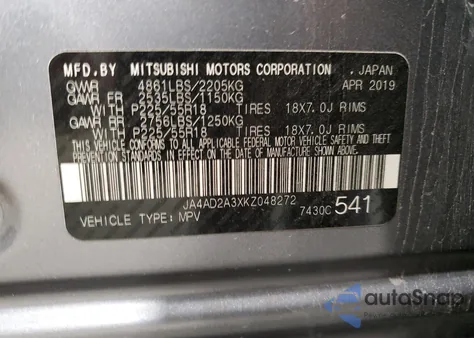 MFD.BY MITSUBISHI MOTORS CORPORATION , JAPAN
GVWR 4861LBS/2205KG APR 2019
GAWR FR 2535LBS/1150KG
WITH P225/55R18 TIRES 18X7.0J RIMS
GAWR RR 2756LBS/1250KG
WITH P225/55R18 TIRES 18X7.0J RIMS
THIS VEHICLE CONFORMS TO ALL APPLICABLE FEDERAL
MOTOR VEHICLE SAFETY AND THEFT PREVENTION
STANDARDS IN EFFECT ON THE DATE OF MANUFACTURE SHOWN ABOVE.
JA4AD2A3XKZ048272
VEHICLE TYPE: MPV 7430C 541
autoSnap